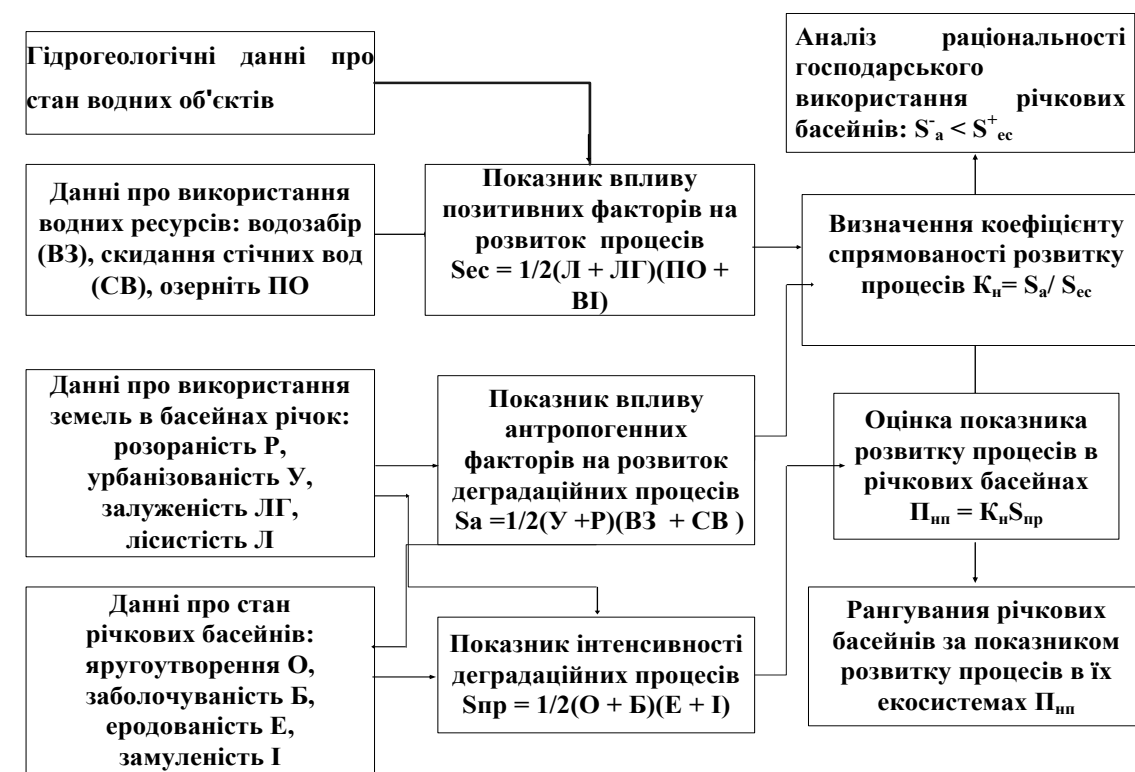 Гідрогеологічні данні про
стан водних об'єктів
Данні про використання
водних ресурсів: водозабір
(ВЗ), скидання стічних вод
(СВ), озерніть ПО
Данні про використання
земель в басейнах річок:
розораність Р,
урбанізованість У,
залуженість ЛГ,
лісистість Л
Данні про стан
річкових басейнів:
яругоутворення О,
заболочуваність Б,
еродованість Е,
замуленість І
Показник впливу
позитивних факторів на
розвиток процесів
Sес = 1/2(Л + ЛГ)(ПО +
ВІ)
Показник впливу
антропогенних
факторів на розвиток
деградаційних процесів
Sа =1/2(У +Р)(ВЗ + СВ )
Показник інтенсивності
деградаційних процесів
Sпр = 1/2(О + Б)(Е + І)
Аналіз раціональності
господарського
використання річкових
басейнів: S⁻ₐ < S⁺ес
Визначення коефіцієнту
спрямованості розвитку
процесів Кн= Sа/ Sес
Оцінка показника
розвитку процесів в
річкових басейнах
Пнп = КнSпр
Рангування річкових
басейнів за показником
розвитку процесів в їх
екосистемах Пнп